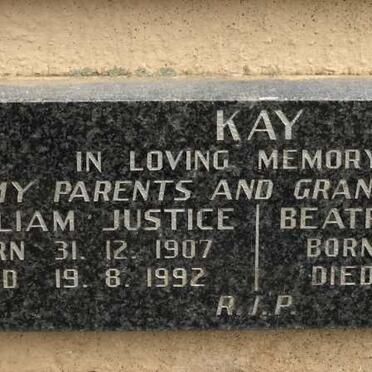 KAY
IN LOVING MEMORY
MY PARENTS AND GRAN
LIAM JUSTICE BEATR
RN 31. 12. 1907 BORN
D 19. 8. 1992 DIED
R.I.P.